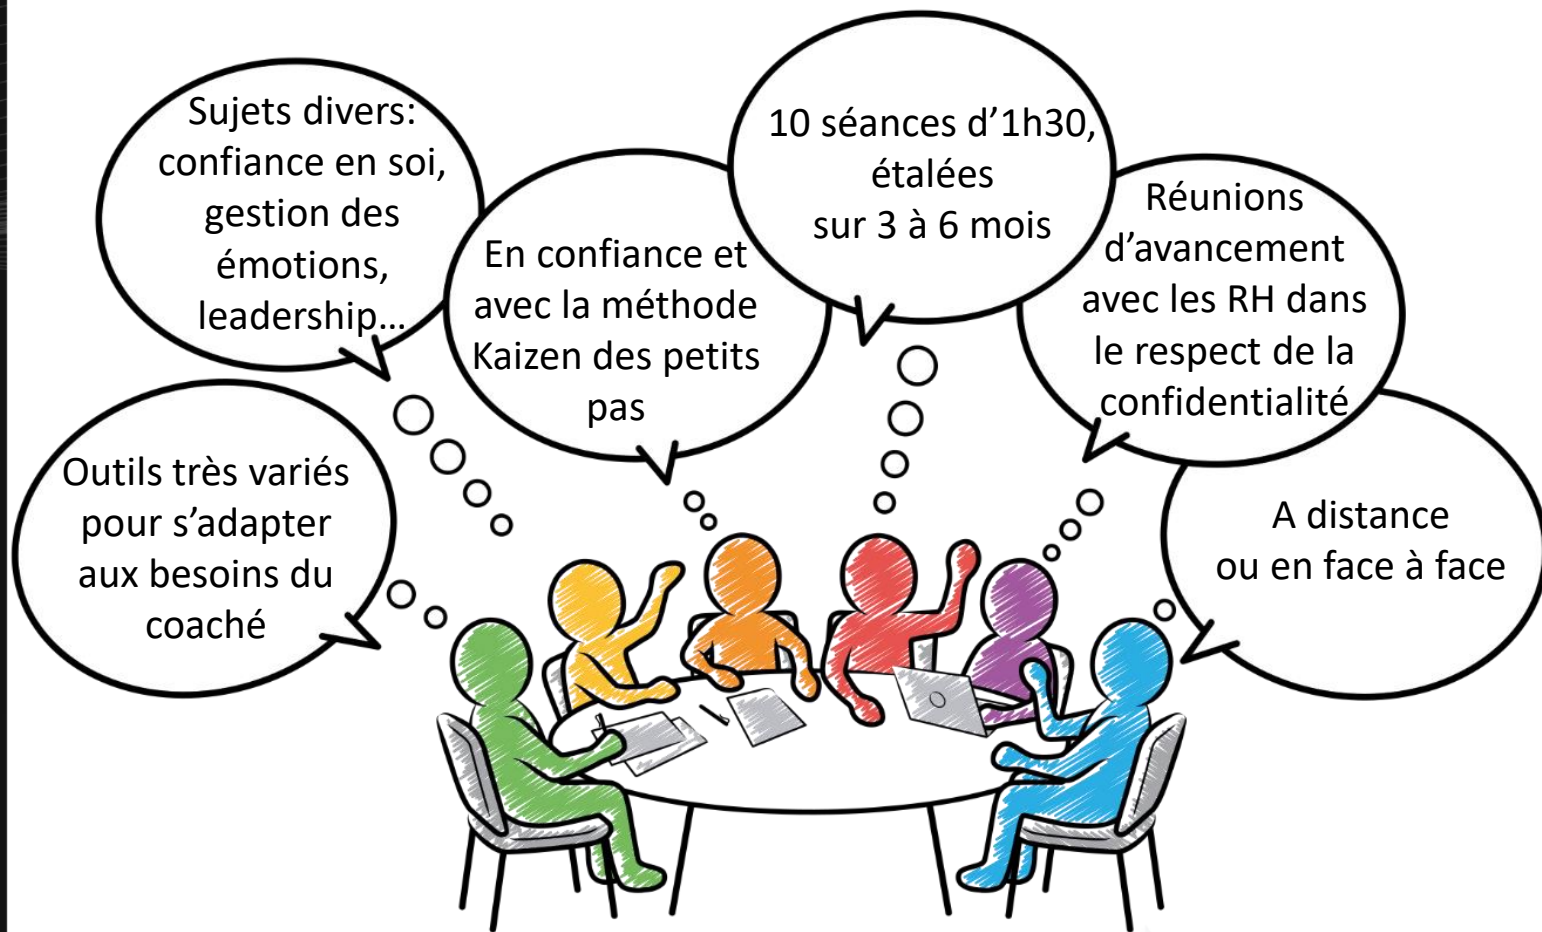 Sujets divers:
confiance en soi,
gestion des
émotions,
leadership…
En confiance et
avec la méthode
Kaizen des petits
pas
10 séances d’1h30,
étalées
sur 3 à 6 mois
Réunions
d’avancement
avec les RH dans
le respect de la
confidentialité
Outils très variés
pour s’adapter
aux besoins du
coaché
A distance
ou en face à face